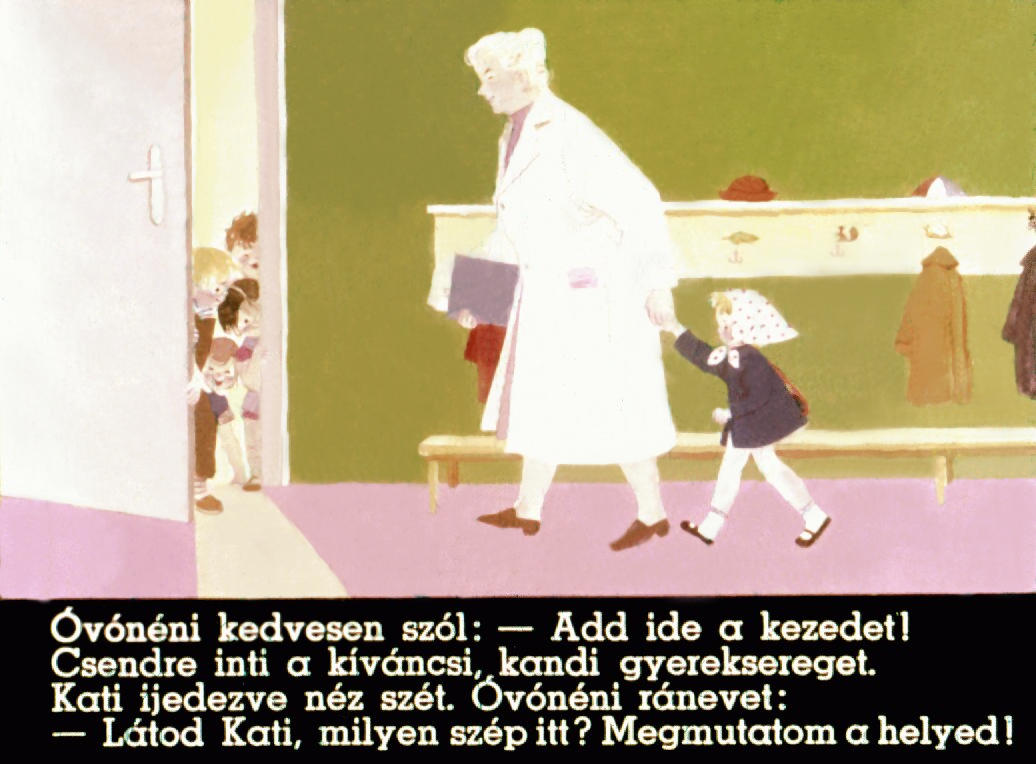 Óvónéni kedvesen szól: — Add ide a kezedet!
Csendre inti a kíváncsi, kandi gyereksereget.
Kati ijedezve néz szét. Óvónéni ránevet:
— Látod Kati, milyen szép itt? Megmutatom a helyed!